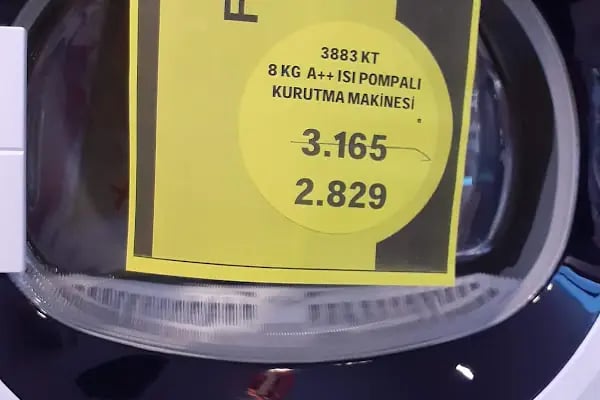 F
3883 KT
8 KG A++ ISI POMPALI
KURUTMA MAKİNESİ
3.165
2.829